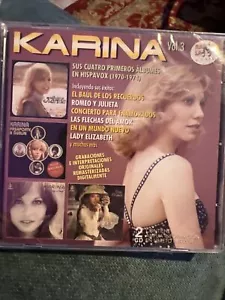 KARINA Vol. 3
SUS CUATRO PRIMEROS ALBUMES
EN HISPAVOX (1970-1974)
Incluyendo sus éxitos:
EL BAUL DE LOS RECUERDOS
ROMEO Y JULIETA
CONCIERTO PARA ENAMORADOS
LAS FLECHAS DEL AMOR
EN UN MUNDO NUEVO
LADY ELIZABETH
y muchos más
KARINA
GRABACIONES
E INTERPRETACIONES
ORIGINALES
REMASTERIZADAS
DIGITALMENTE
2
CD